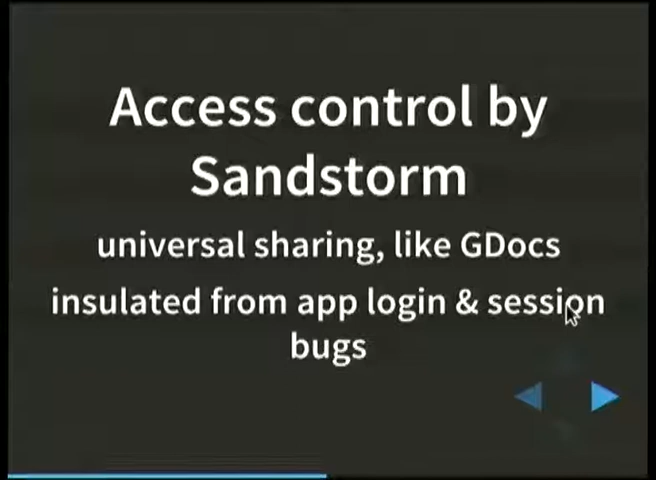 Access control by
Sandstorm
universal sharing, like GDocs
insulated from app login & session
bugs